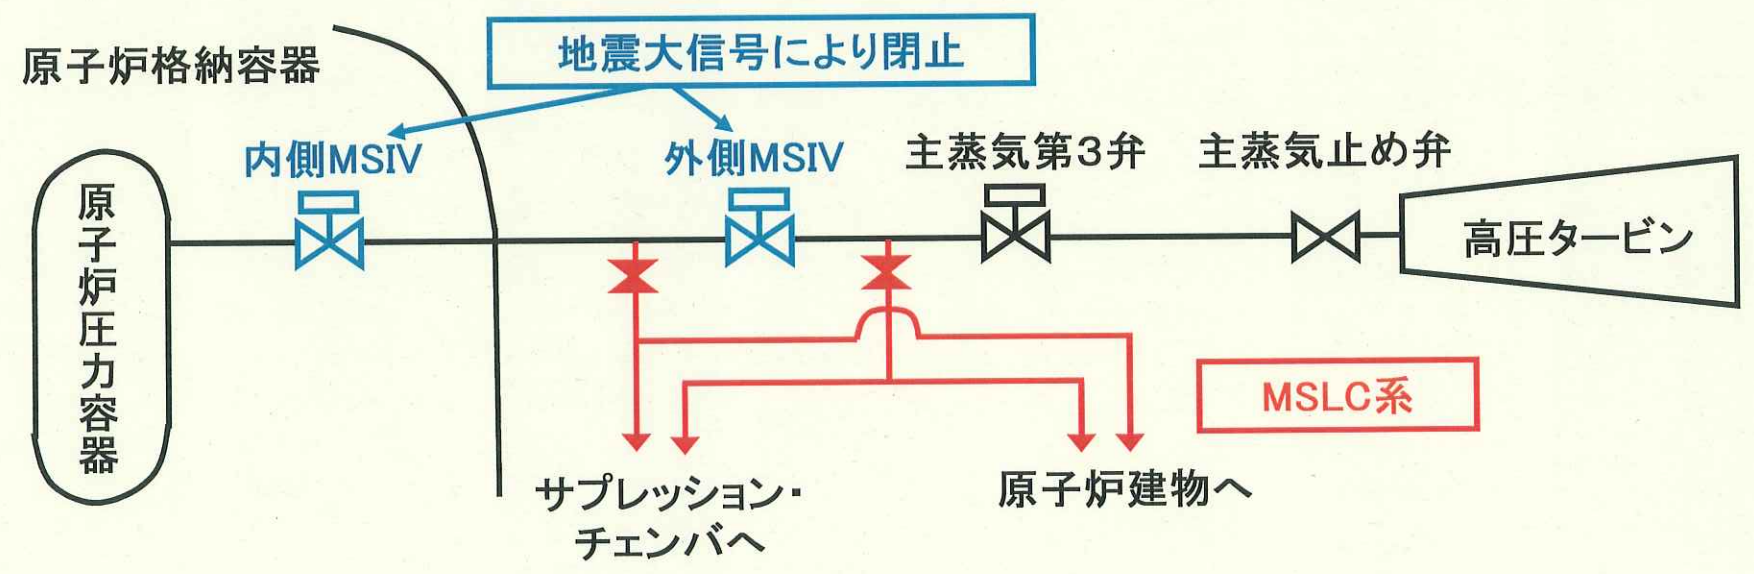 原子炉格納容器
地震大信号により閉止
内側MSIV
外側MSIV
主蒸気第3弁
主蒸気止め弁
原子炉圧力容器
高圧タービン
MSLC系
サプレッション・
チェンバへ
原子炉建物へ